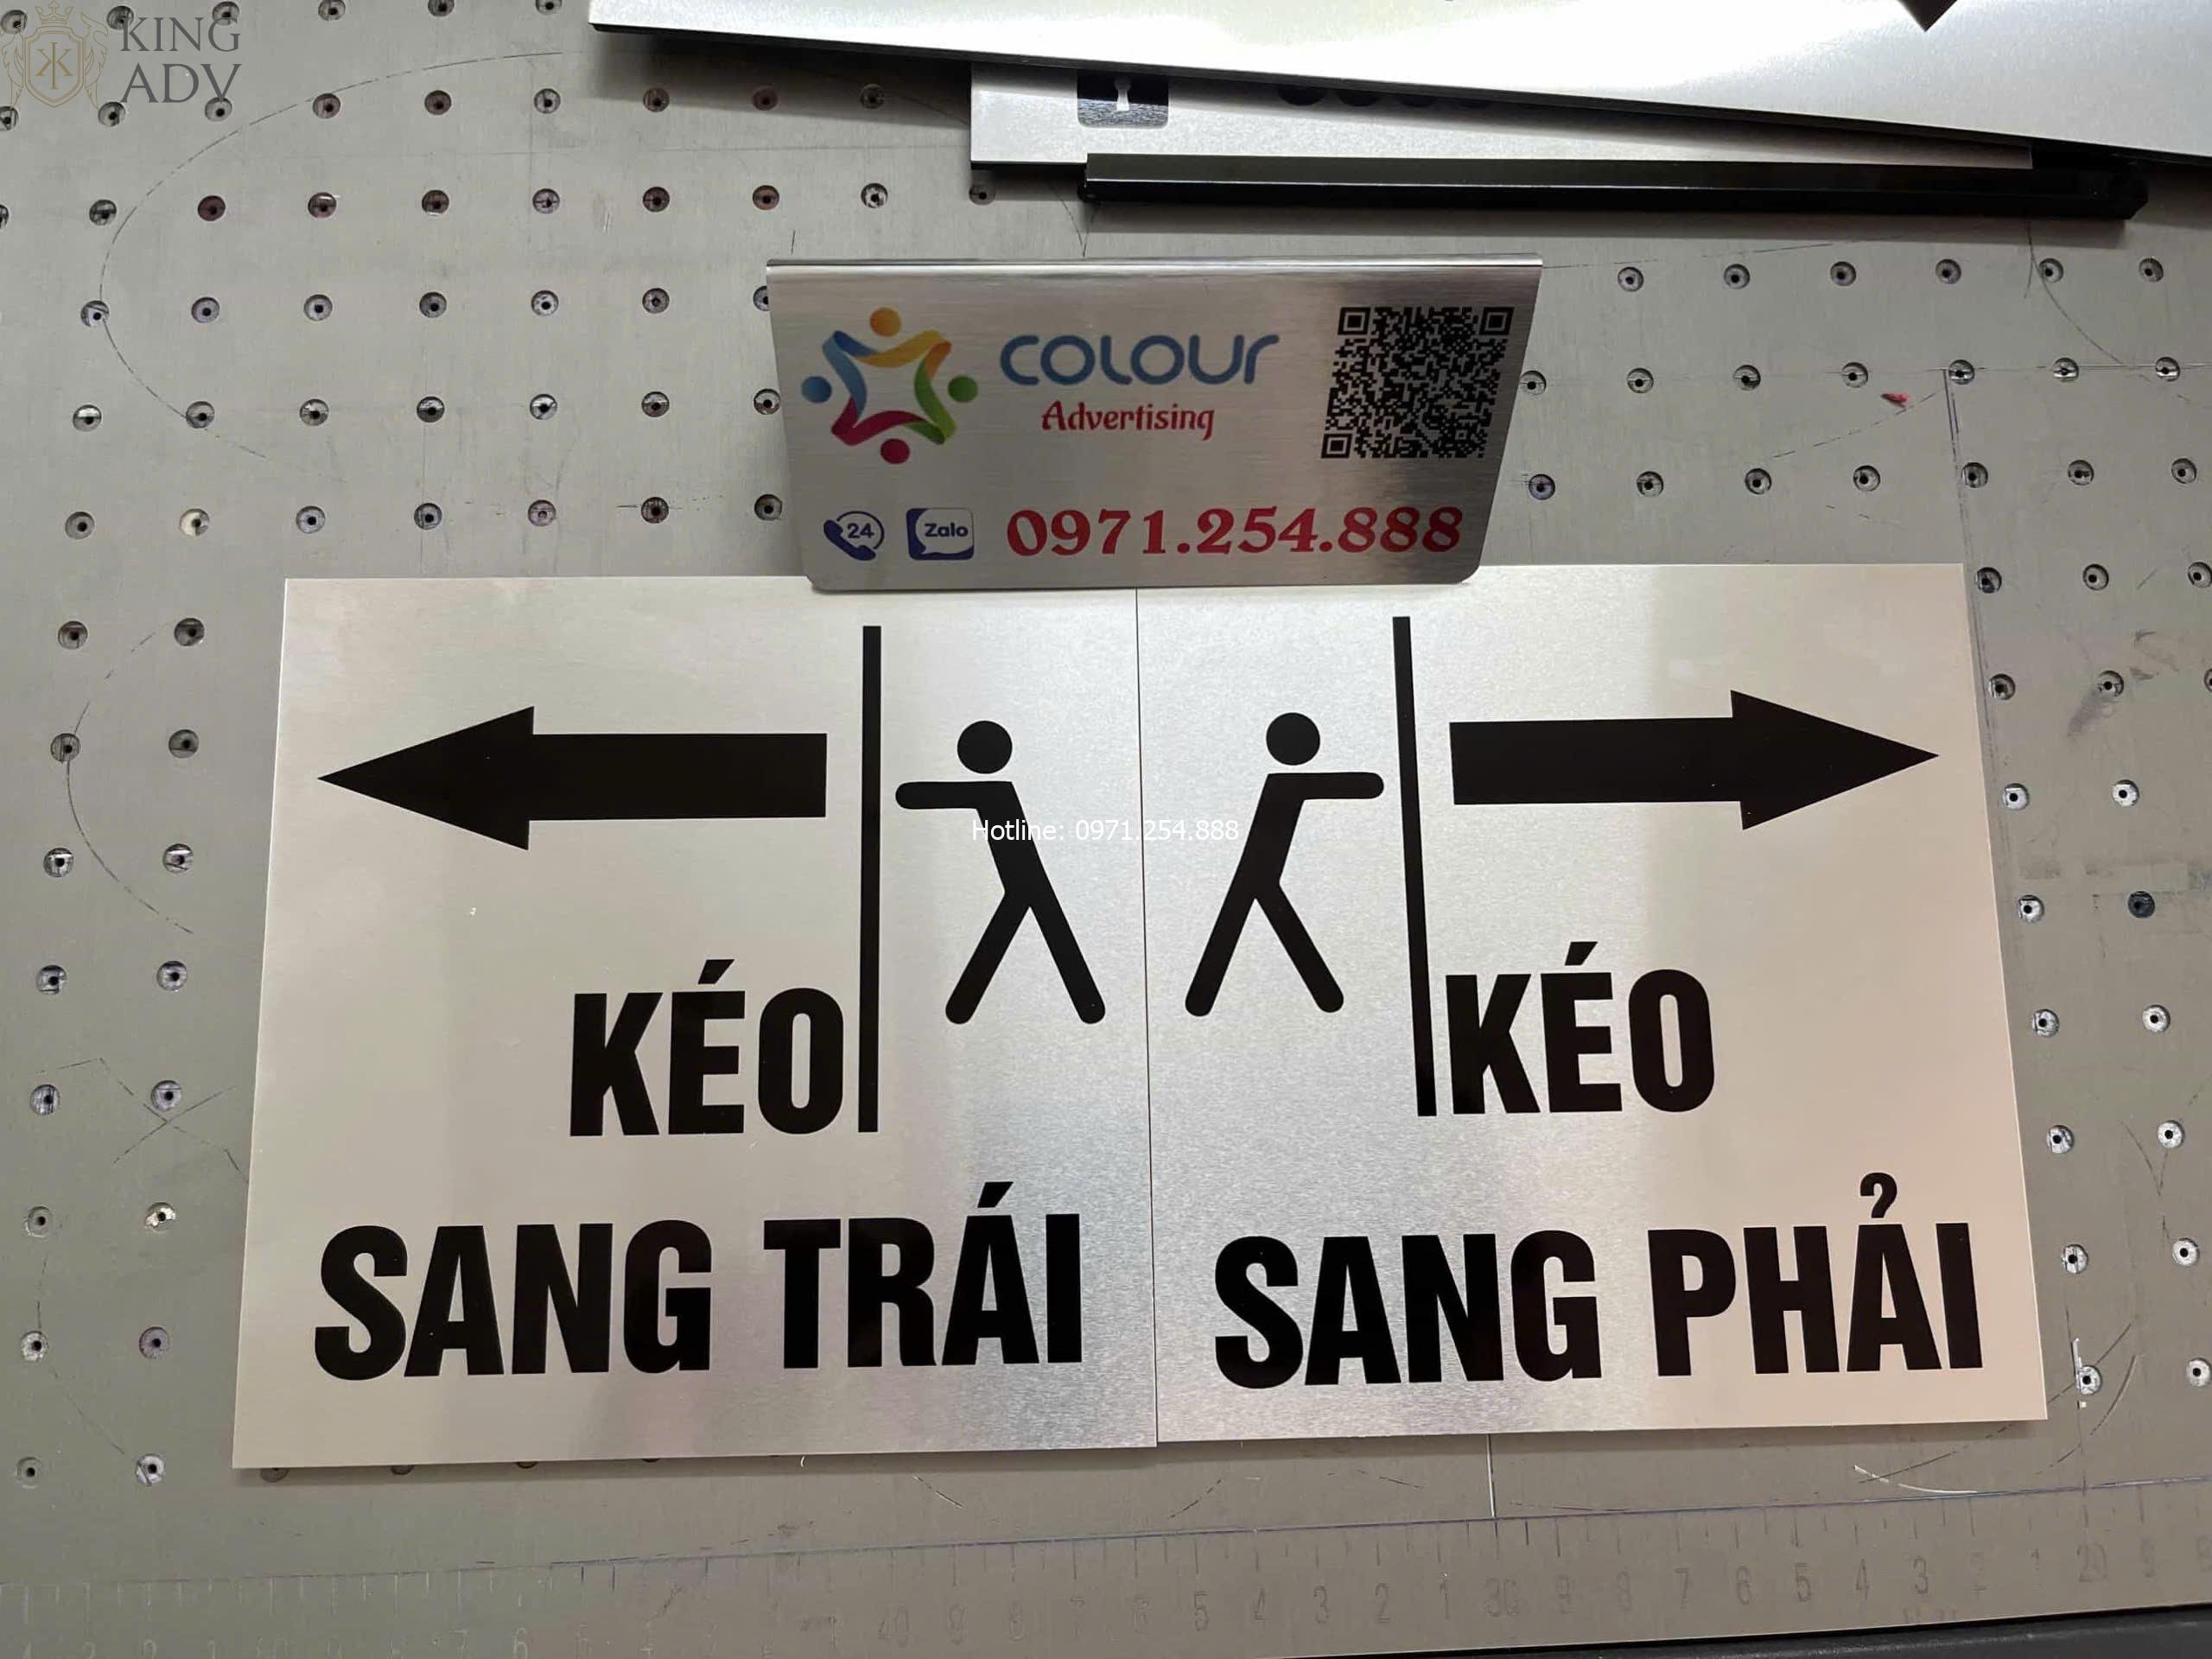 KING
ADV
COLOUR
Advertising
24
Zalo
0971.254.888
Hotline: 0971.254.888
KÉO
SANG TRÁI
KÉO
SANG PHẢI